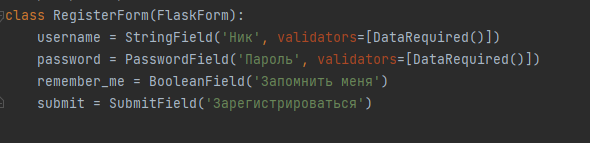 class RegisterForm(FlaskForm):
    username = StringField('Ник', validators=[DataRequired()])
    password = PasswordField('Пароль', validators=[DataRequired()])
    remember_me = BooleanField('Запомнить меня')
    submit = SubmitField('Зарегистрироваться')